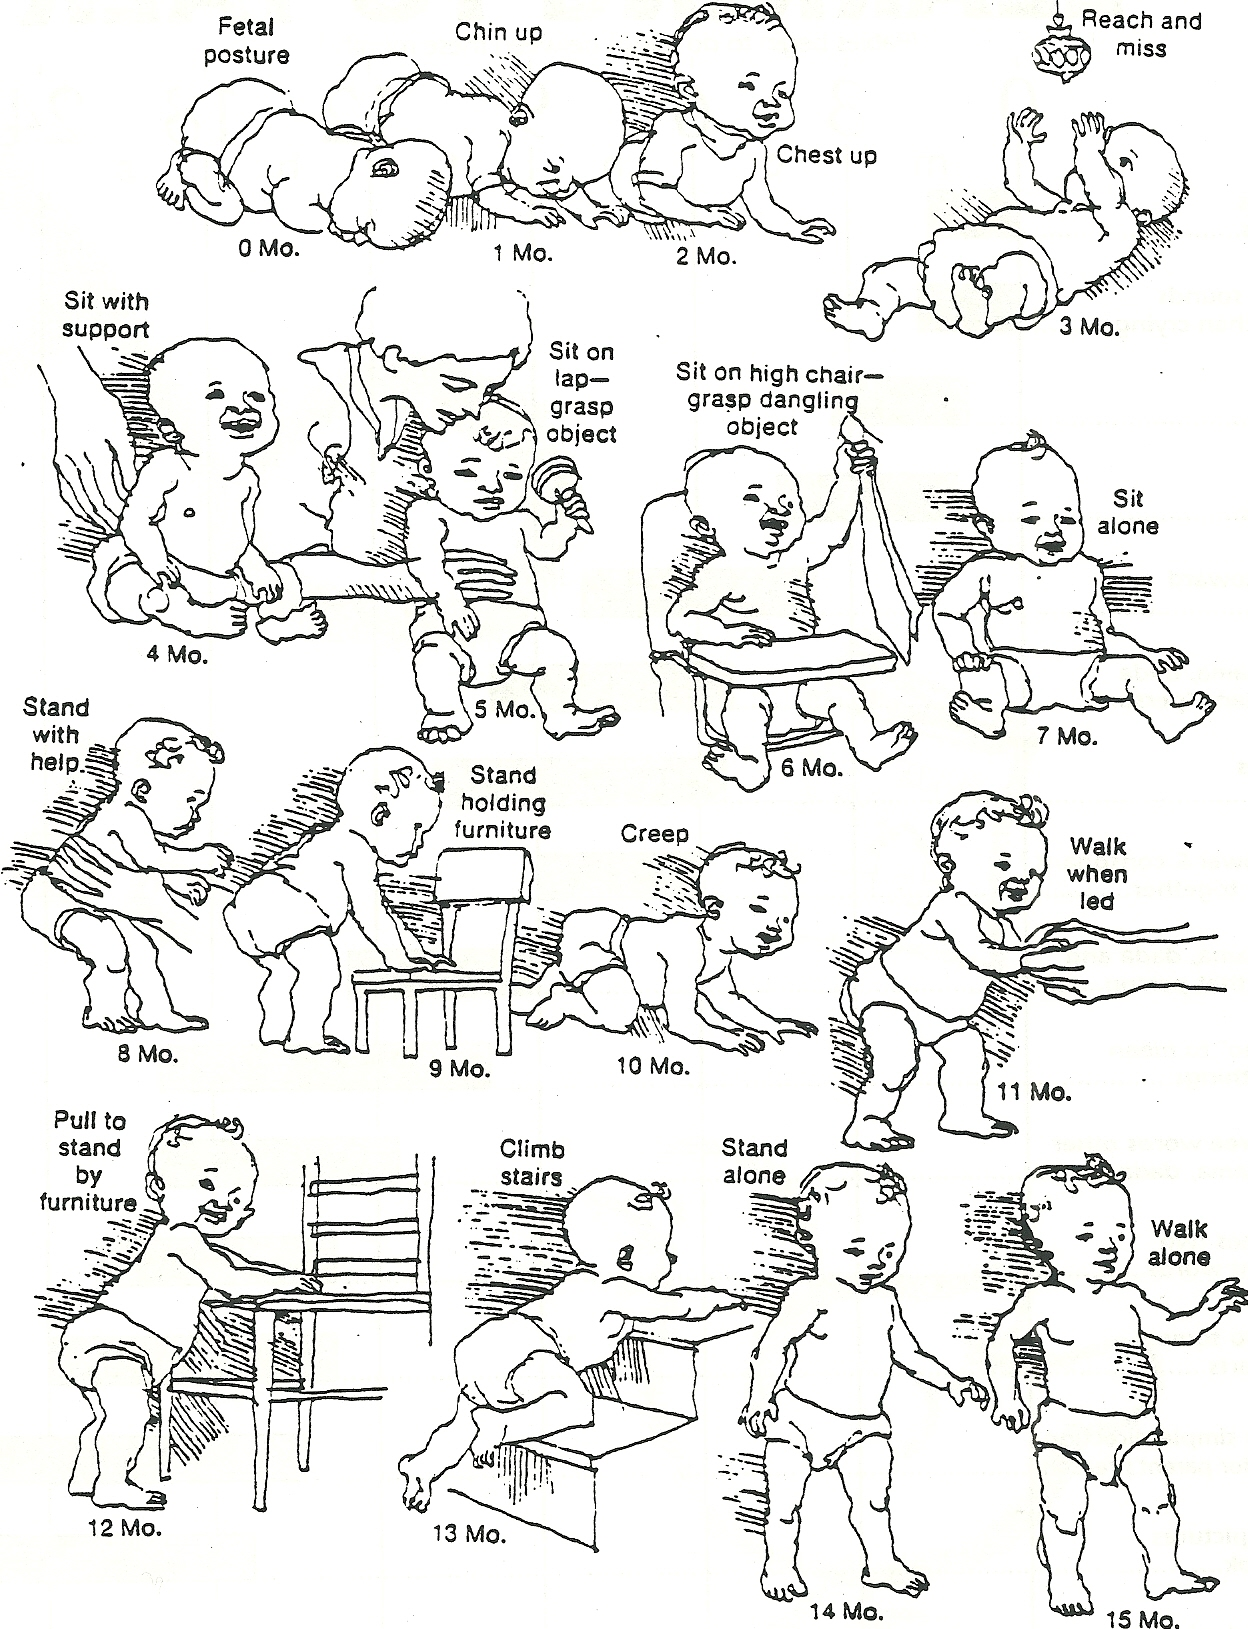 Fetal
posture
0 Mo.
Chin up
1 Mo.
Chest up
2 Mo.
Reach and
miss
3 Mo.
Sit with
support
4 Mo.
Sit on
lap—
grasp
object
5 Mo.
Sit on high chair—
grasp dangling
object
6 Mo.
Sit
alone
7 Mo.
Stand
with
help.
8 Mo.
Stand
holding
furniture
9 Mo.
Creep
10 Mo.
Walk
when
led
11 Mo.
Pull to
stand
by
furniture
12 Mo.
Climb
stairs
13 Mo.
Stand
alone
14 Mo.
Walk
alone
15 Mo.